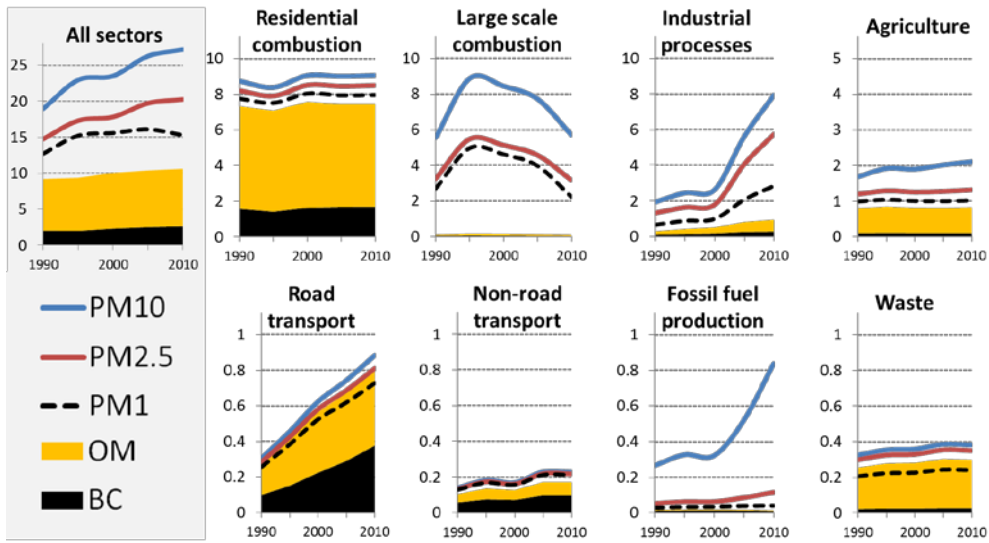 All sectors
25
20
15
10
5
0
1990 2000 2010
Residential
combustion
10
8
6
4
2
0
1990 2000 2010
Large scale
combustion
10
8
6
4
2
0
1990 2000 2010
Industrial
processes
10
8
6
4
2
0
1990 2000 2010
Agriculture
5
4
3
2
1
0
1990 2000 2010
PM10
PM2.5
PM1
OM
BC
Road
transport
1
0.8
0.6
0.4
0.2
0
1990 2000 2010
Non-road
transport
1
0.8
0.6
0.4
0.2
0
1990 2000 2010
Fossil fuel
production
1
0.8
0.6
0.4
0.2
0
1990 2000 2010
Waste
1
0.8
0.6
0.4
0.2
0
1990 2000 2010